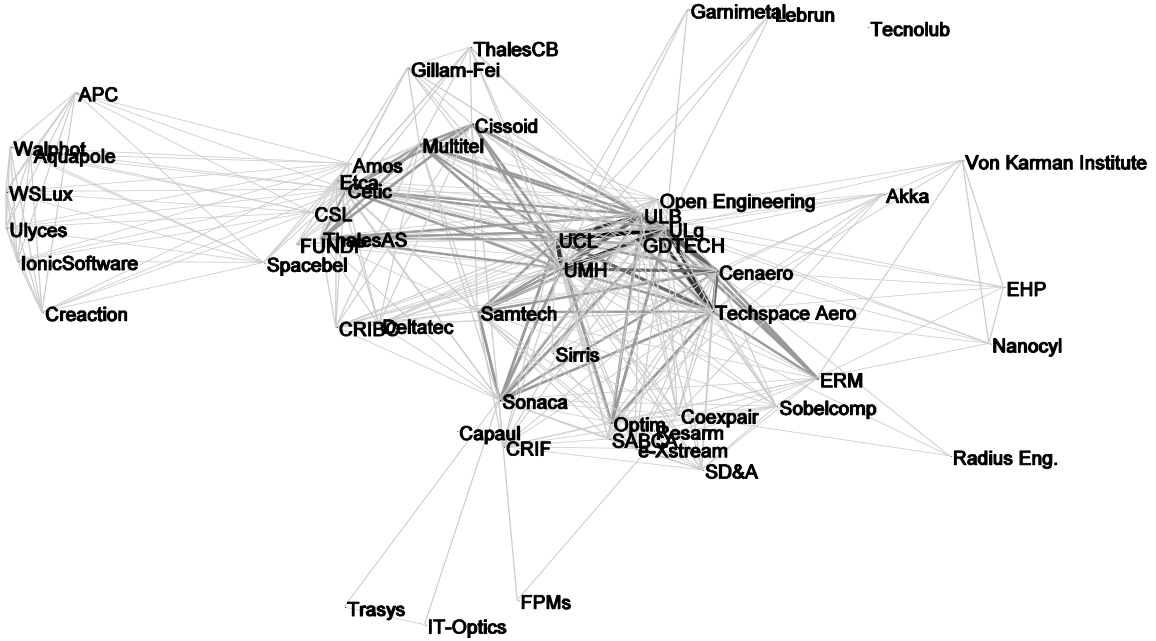 Garnimetal
Lebrun
Tecnolub
ThalesCB
Gillam-Fei
APC
Cissoid
Multitel
Walphot
Aquapole
Von Karman Institute
Amos
Etca
Cetic
WSLux
Akka
Open Engineering
CSL
ULB
Ulyces
ULg
ThalesAS
UCL
FUNDP
GDTECH
IonicSoftware
Spacebel
UMH
Cenaero
EHP
Creaction
Samtech
Techspace Aero
CRIBC
Deltatec
Nanocyl
Sirris
ERM
Sonaca
Sobelcomp
Coexpair
Optim
Capaul
Resarm
SABCA
CRIF
e-Xstream
Radius Eng.
SD&A
FPMs
Trasys
IT-Optics